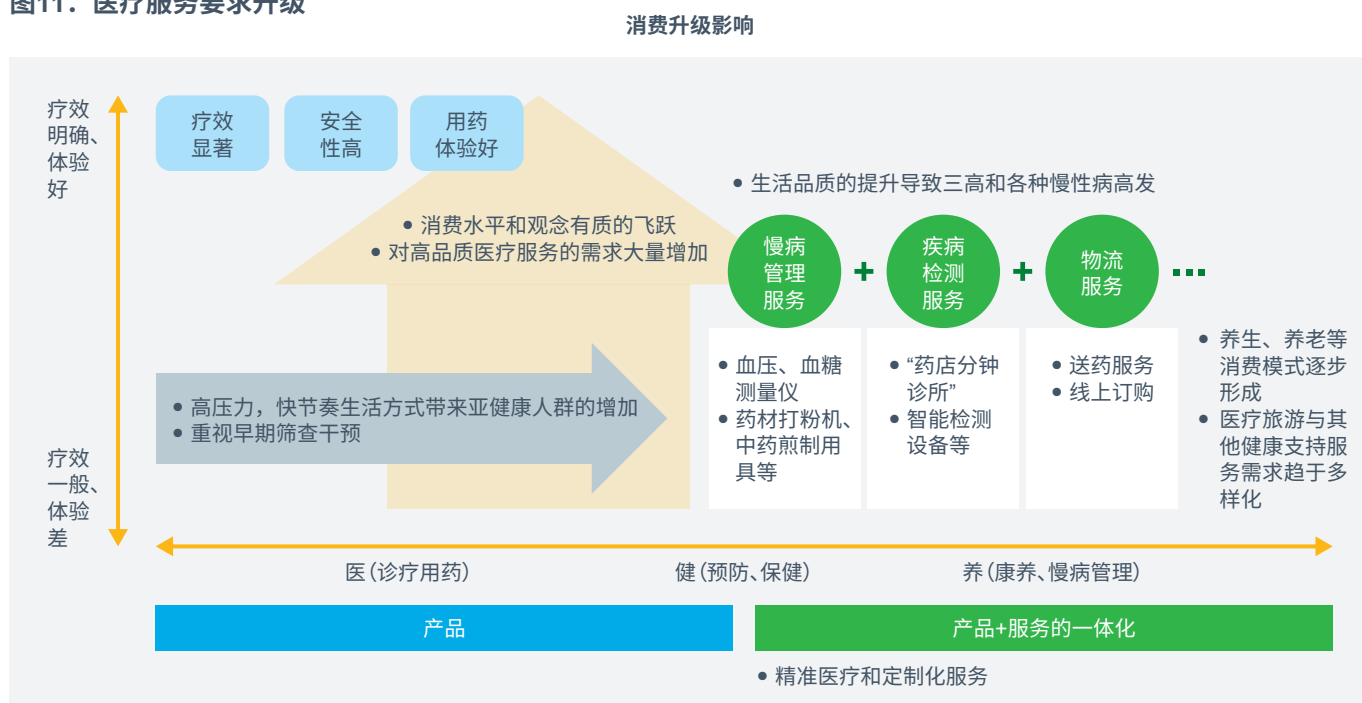 图11：医疗服务要求升级
消费升级影响
疗效
明确、
体验
好
疗效
显著
安全
性高
用药
体验好
• 生活品质的提升导致三高和各种慢性病高发
• 消费水平和观念有质的飞跃
• 对高品质医疗服务的需求大量增加
慢病
管理
服务
+
疾病
检测
服务
+
物流
服务
...
• 高压力，快节奏生活方式带来亚健康人群的增加
• 重视早期筛查干预
• 血压、血糖
测量仪
• 药材打粉机、
中药煎制用
具等
• “药店分钟
诊所”
• 智能检测
设备等
• 送药服务
• 线上订购
• 养生、养老等
消费模式逐步
形成
• 医疗旅游与其
他健康支持服
务需求趋于多
样化
疗效
一般、
体验
差
医（诊疗用药）
健（预防、保健）
养（康养、慢病管理）
产品
产品+服务的一体化
• 精准医疗和定制化服务